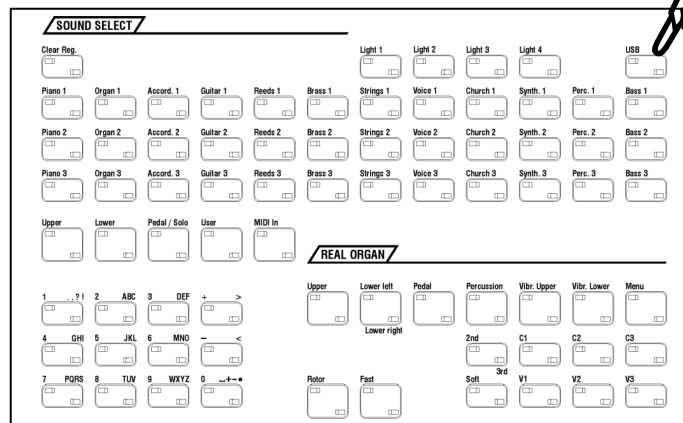 SOUND SELECT
Clear Reg. Light 1 Light 2 Light 3 Light 4 USB
Piano 1 Organ 1 Accord. 1 Guitar 1 Reeds 1 Brass 1 Strings 1 Voice 1 Church 1 Synth. 1 Perc. 1 Bass 1
Piano 2 Organ 2 Accord. 2 Guitar 2 Reeds 2 Brass 2 Strings 2 Voice 2 Church 2 Synth. 2 Perc. 2 Bass 2
Piano 3 Organ 3 Accord. 3 Guitar 3 Reeds 3 Brass 3 Strings 3 Voice 3 Church 3 Synth. 3 Perc. 3 Bass 3
Upper Lower Pedal / Solo User MIDI In
REAL ORGAN
Upper Lower left Pedal Percussion Vibr. Upper Vibr. Lower Menu
1 . , ? ! 2 ABC 3 DEF + >
Lower right
4 GHI 5 JKL 6 MNO – < 2nd C1 C2 C3
3rd
7 PQRS 8 TUV 9 WXYZ 0 ⎵+-* Rotor Fast Soft V1 V2 V3